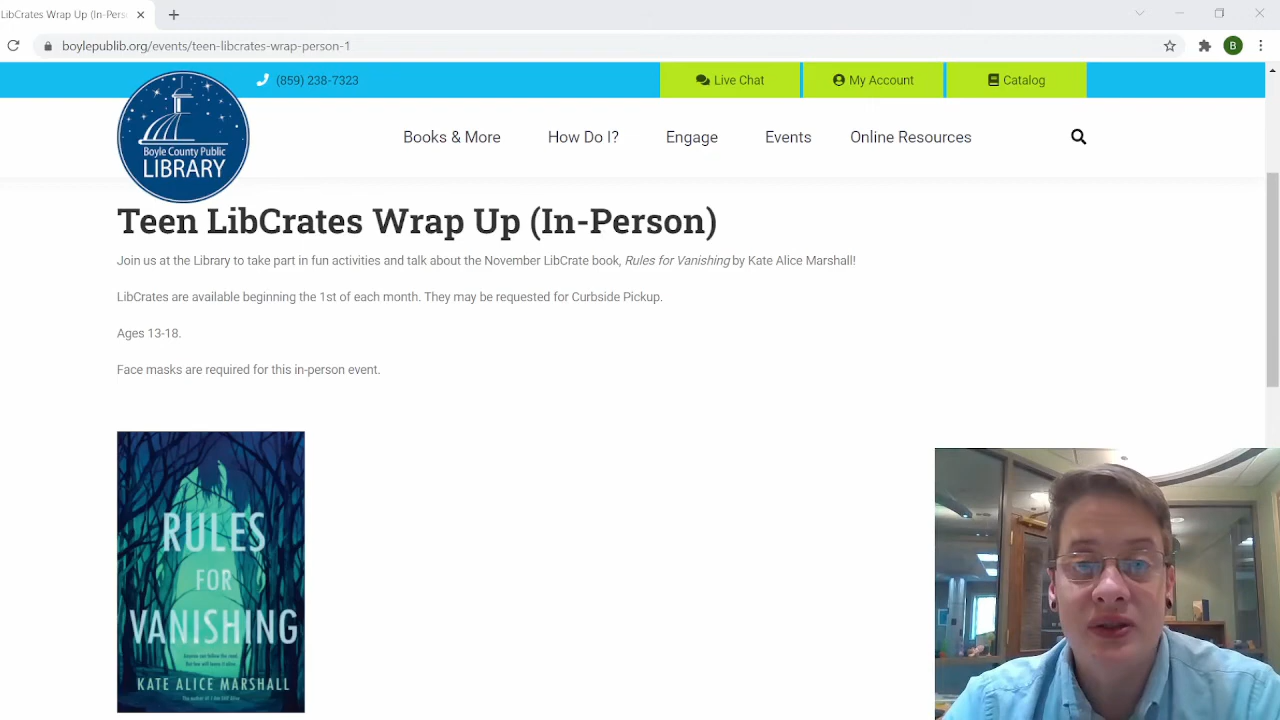 LibCrates Wrap Up (In-Pers
boylepublib.org/events/teen-libcrates-wrap-person-1
B
(859) 238-7323
Live Chat
My Account
Catalog
Boyle County Public
LIBRARY
Books & More
How Do I?
Engage
Events
Online Resources
Teen LibCrates Wrap Up (In-Person)
Join us at the Library to take part in fun activities and talk about the November LibCrate book, Rules for Vanishing by Kate Alice Marshall!
LibCrates are available beginning the 1st of each month. They may be requested for Curbside Pickup.
Ages 13-18.
Face masks are required for this in-person event.
RULES
FOR
VANISHING
KATE ALICE MARSHALL